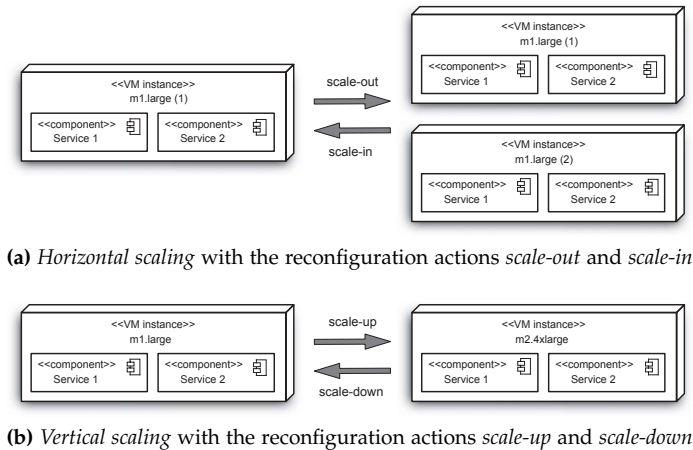 <<VM instance>>
m1.large (1)
<<component>>
Service 1
<<component>>
Service 2
scale-out
scale-in
<<VM instance>>
m1.large (1)
<<component>>
Service 1
<<component>>
Service 2
<<VM instance>>
m1.large (2)
<<component>>
Service 1
<<component>>
Service 2
(a) Horizontal scaling with the reconfiguration actions scale-out and scale-in
<<VM instance>>
m1.large
<<component>>
Service 1
<<component>>
Service 2
scale-up
scale-down
<<VM instance>>
m2.4xlarge
<<component>>
Service 1
<<component>>
Service 2
(b) Vertical scaling with the reconfiguration actions scale-up and scale-down